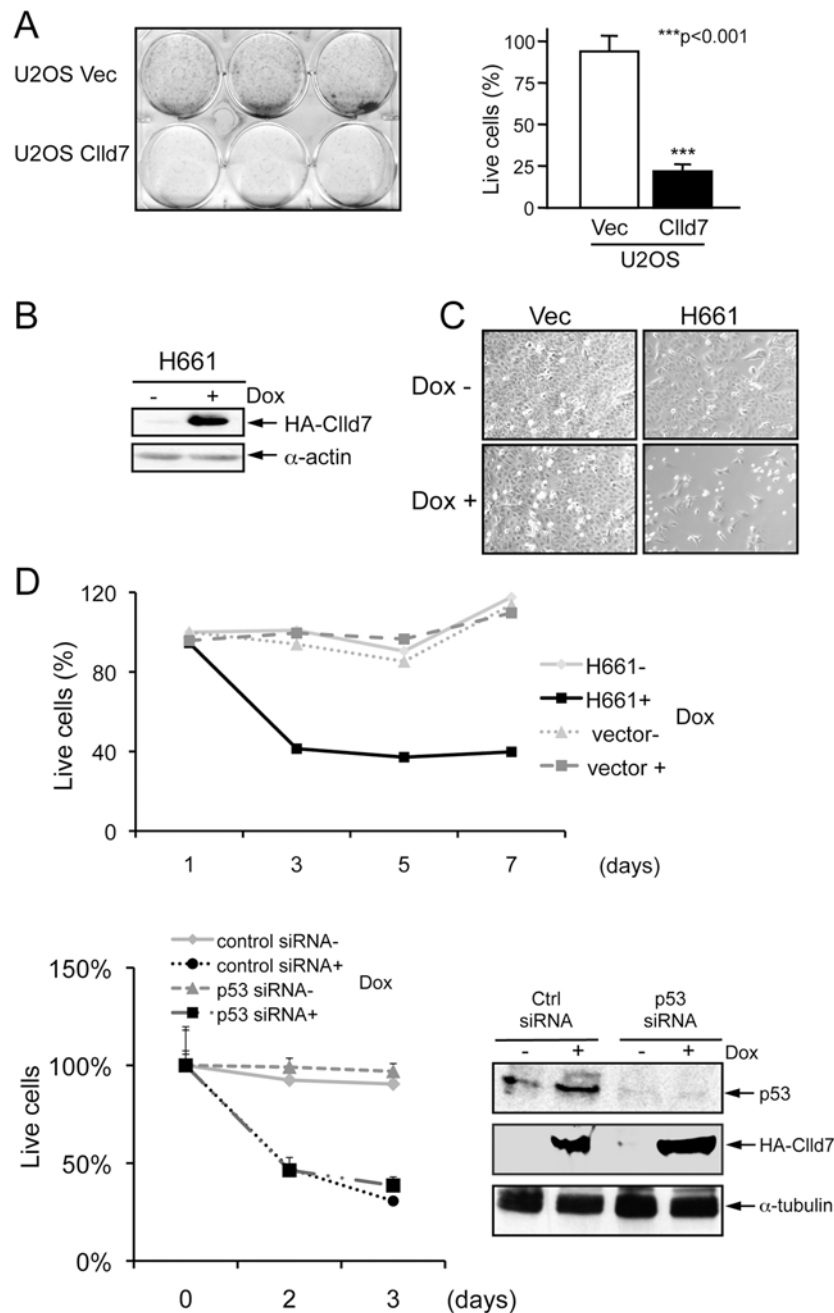 A
U2OS Vec
U2OS Clld7
Live cells (%)
100
75
50
25
0
***p<0.001
***
Vec Clld7
U2OS
B
H661
- + Dox
HA-Clld7
α-actin
C
Vec H661
Dox -
Dox +
D
Live cells (%)
120
80
40
0
1 3 5 7 (days)
H661-
H661+
vector-
vector +
Dox
control siRNA-
control siRNA+
p53 siRNA-
p53 siRNA+
Dox
Live cells
150%
100%
50%
0%
0 2 3 (days)
Ctrl siRNA
p53 siRNA
- + - + Dox
p53
HA-Clld7
α-tubulin